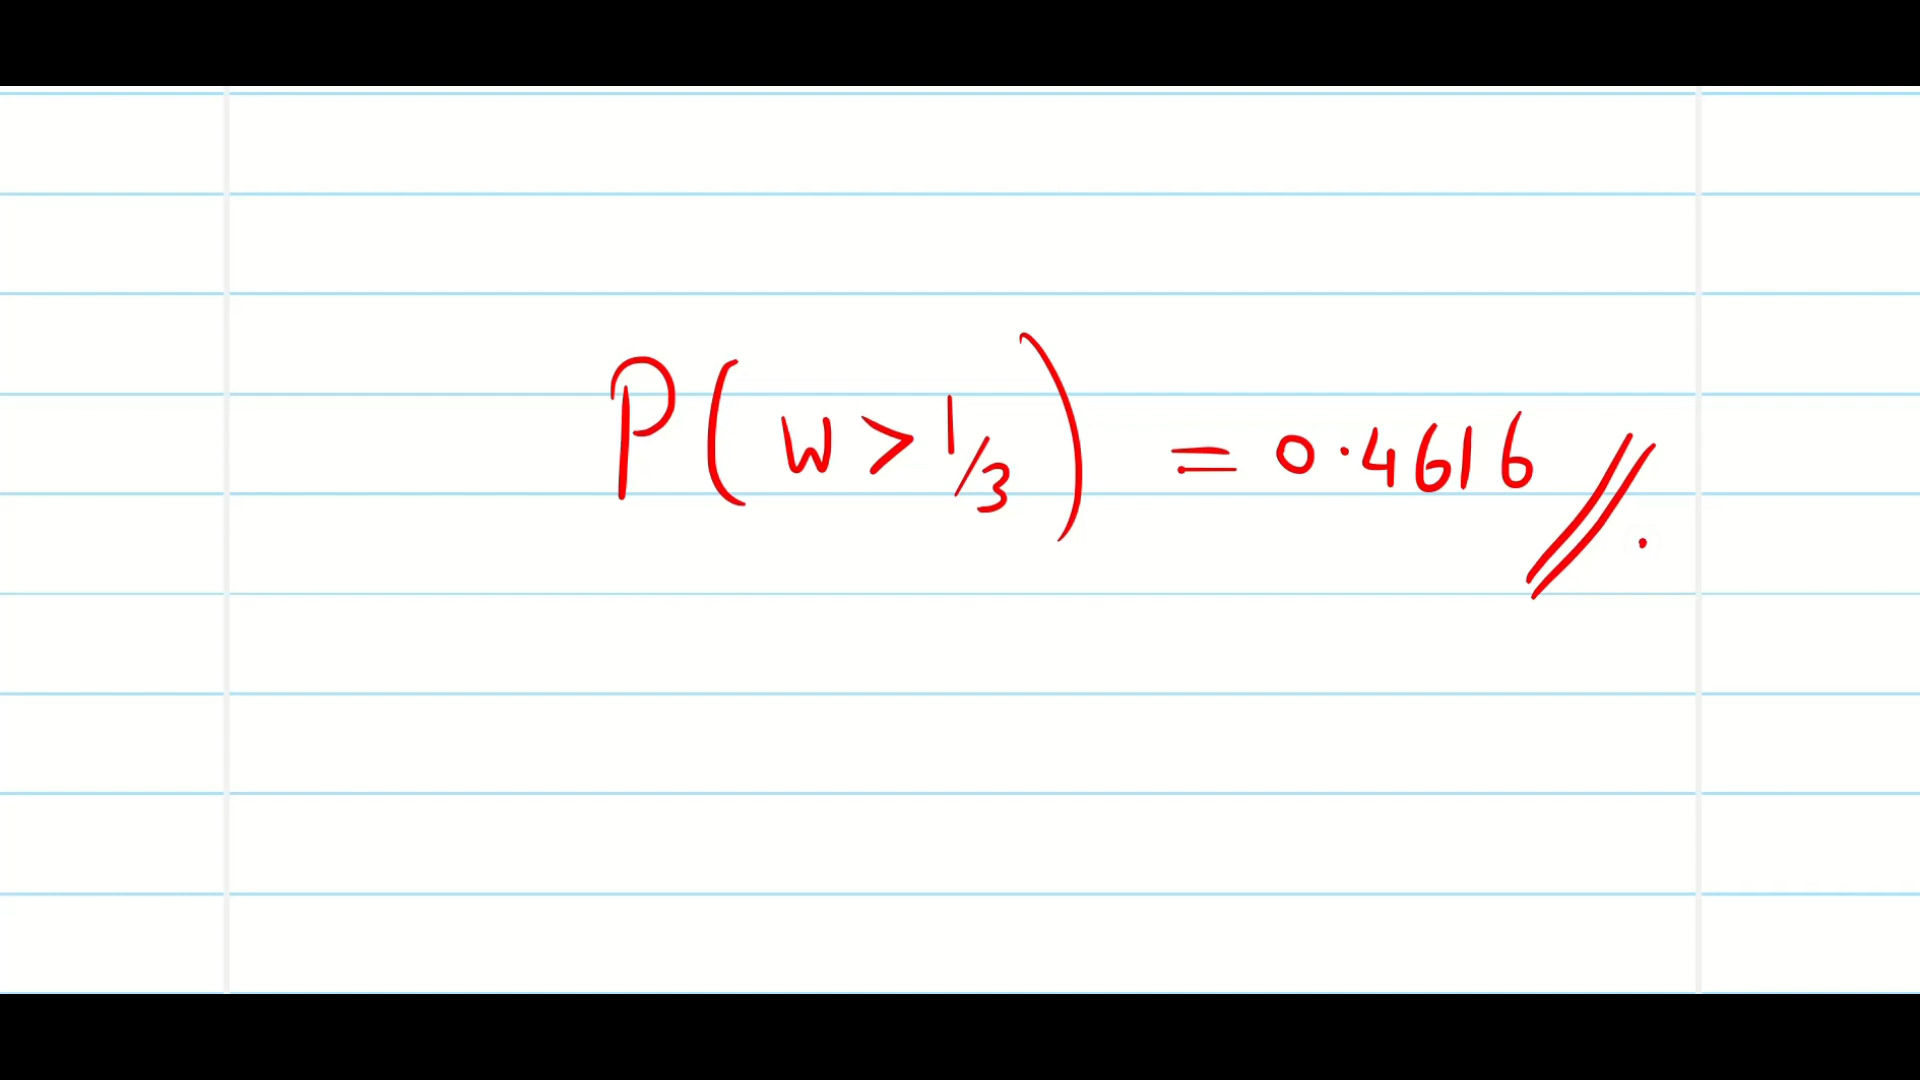 P(w>1/3) = 0.4616 //.